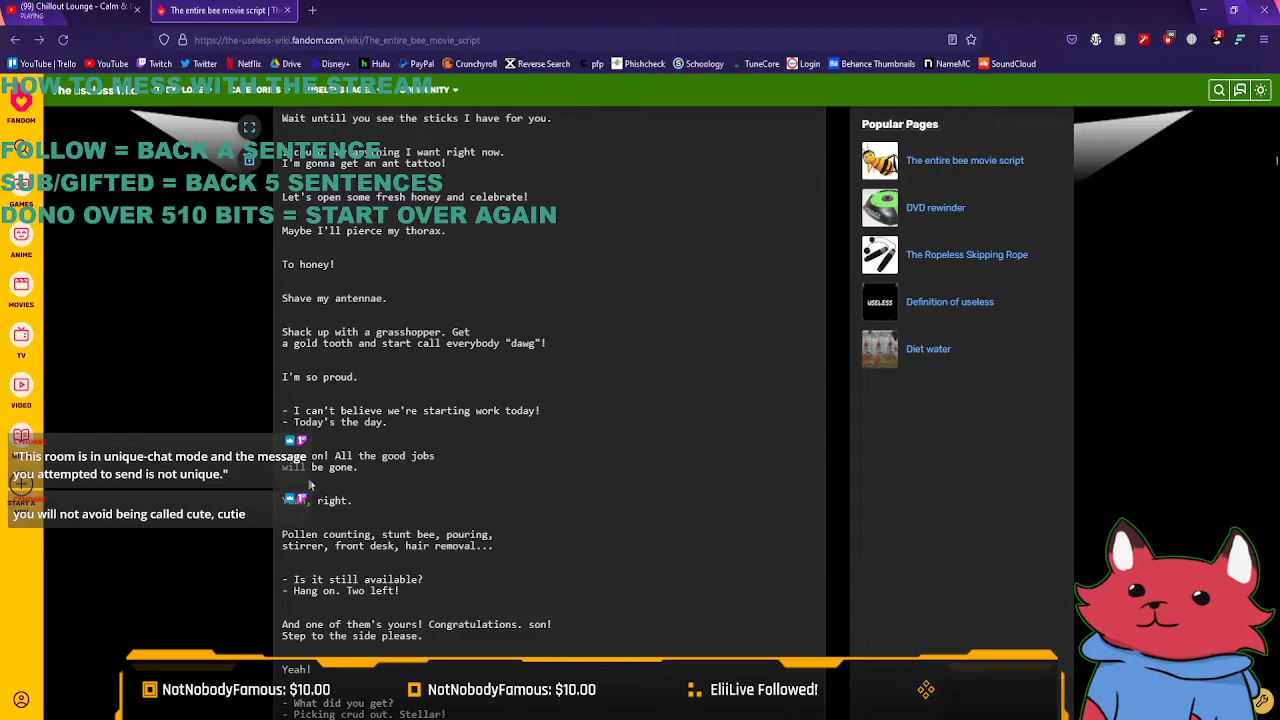 (99) Chillout Lounge - Calm &
PLAYING
The entire bee movie script | Th
https://the-useless-wiki.fandom.com/wiki/The_entire_bee_movie_script
YouTube | Trello
YouTube
Twitch
Twitter
Netflix
Drive
Disney+
Hulu
PayPal
Crunchyroll
Reverse Search
pfp
Phishcheck
Schoology
TuneCore
Login
Behance Thumbnails
NameMC
SoundCloud
HOW TO MESS WITH THE STREAM
FOLLOW = BACK A SENTENCE
SUB/GIFTED = BACK 5 SENTENCES
DONO OVER 510 BITS = START OVER AGAIN
FANDOM
GAMES
ANIME
MOVIES
TV
VIDEO
START A
Wait untill you see the sticks I have for you.
anything I want right now.
I'm gonna get an ant tattoo!
Let's open some fresh honey and celebrate!
Maybe I'll pierce my thorax.
To honey!
Shave my antennae.
Shack up with a grasshopper. Get
a gold tooth and start call everybody "dawg"!
I'm so proud.
- I can't believe we're starting work today!
- Today's the day.
on! All the good jobs
will be gone.
Yeah, right.
Pollen counting, stunt bee, pouring,
stirrer, front desk, hair removal...
- Is it still available?
- Hang on. Two left!
And one of them's yours! Congratulations. son!
Step to the side please.
Yeah!
- What did you get?
- Picking crud out. Stellar!
Popular Pages
The entire bee movie script
DVD rewinder
The Ropeless Skipping Rope
USELESS
Definition of useless
Diet water
"This room is in unique-chat mode and the message
you attempted to send is not unique."
you will not avoid being called cute, cutie
NotNobodyFamous: $10.00
NotNobodyFamous: $10.00
EliiLive Followed!